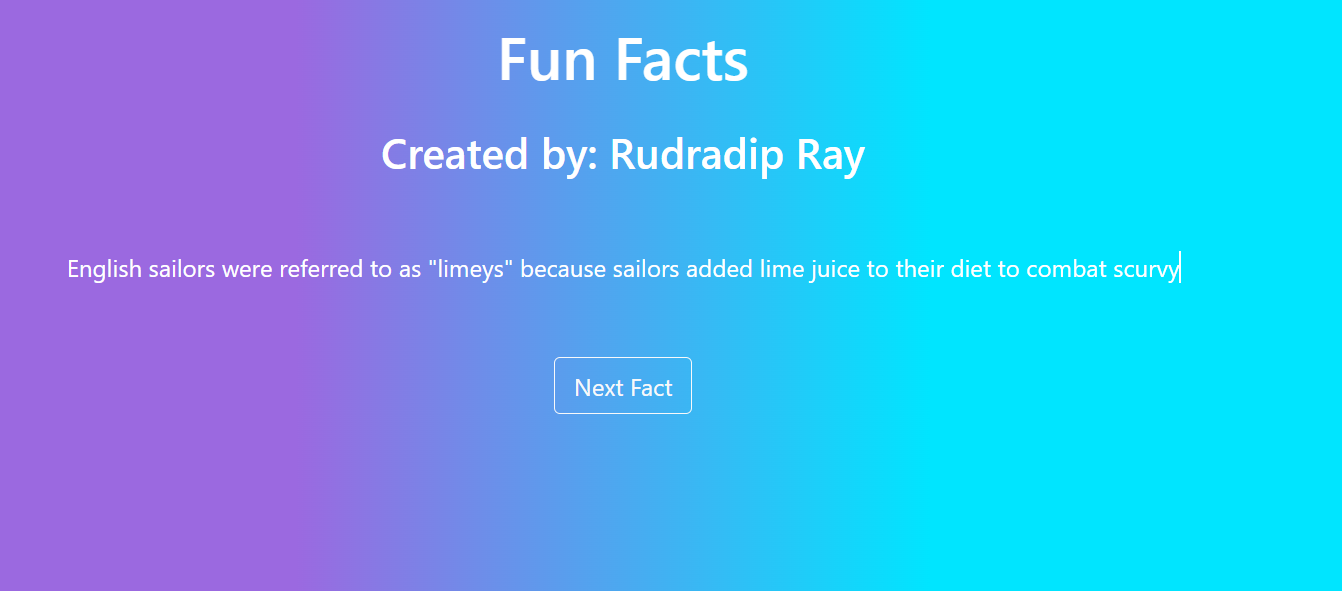 Fun Facts
Created by: Rudradip Ray
English sailors were referred to as "limeys" because sailors added lime juice to their diet to combat scurvy
Next Fact